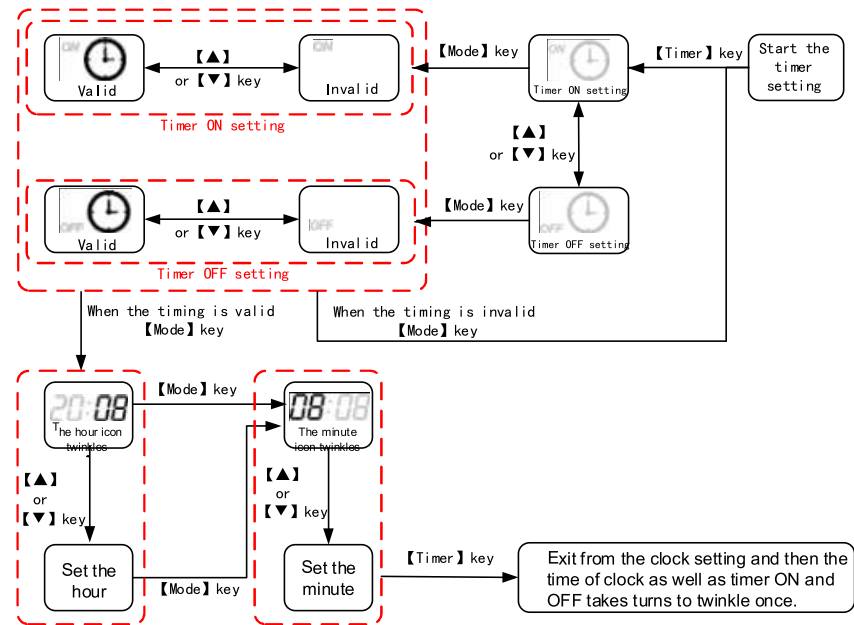 ON
Valid
【▲】
or【▼】key
ON
Invalid
Timer ON setting
【Mode】key
ON
Timer ON setting
【Timer】key
Start the
timer
setting
【▲】
or【▼】key
OFF
Valid
【▲】
or【▼】key
OFF
Invalid
Timer OFF setting
【Mode】key
OFF
Timer OFF setting
When the timing is valid
【Mode】key
When the timing is invalid
【Mode】key
20:08
The hour icon
twinkles
【Mode】key
08:08
The minute
icon twinkles
【▲】
or
【▼】key
【▲】
or
【▼】key
Set the
hour
【Mode】key
Set the
minute
【Timer】key
Exit from the clock setting and then the
time of clock as well as timer ON and
OFF takes turns to twinkle once.